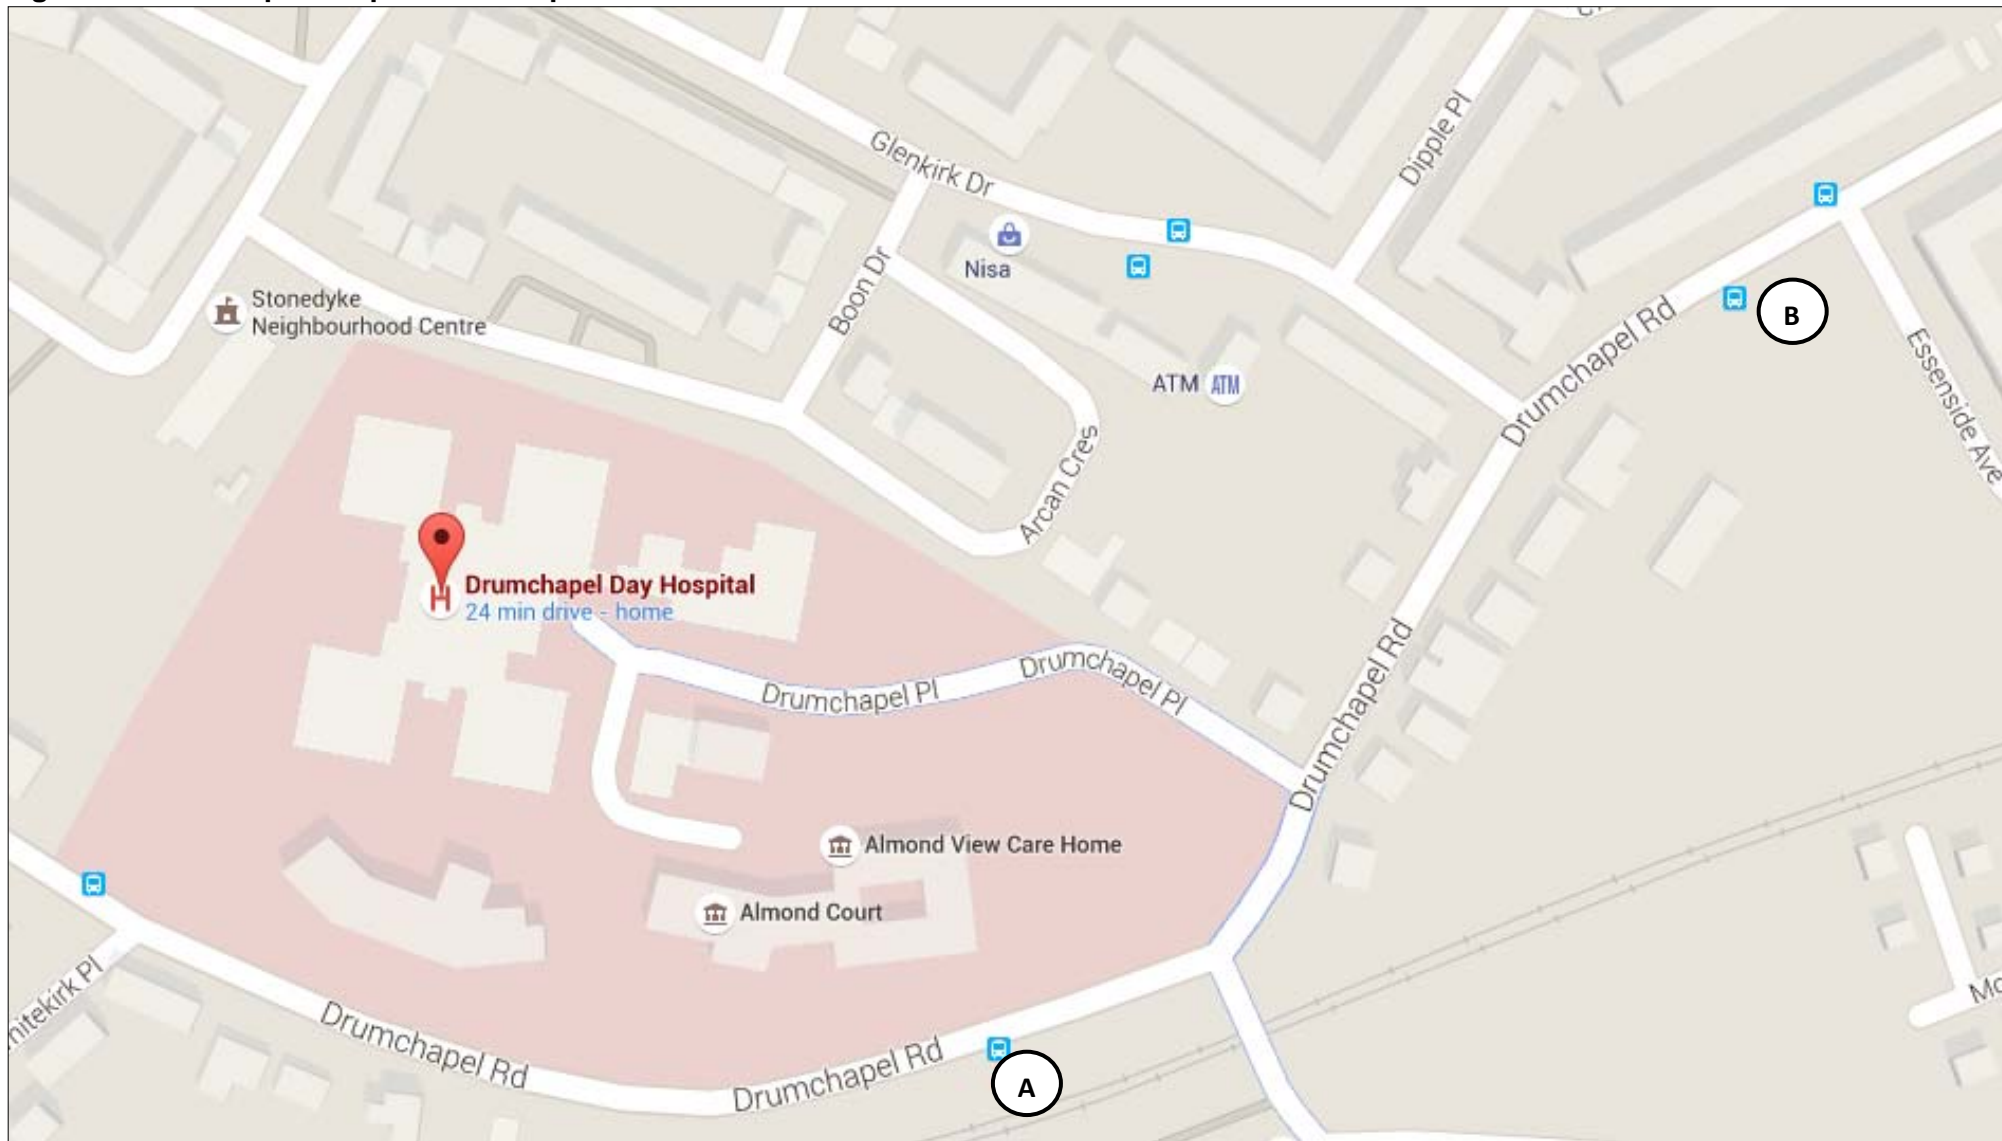 Glenkirk Dr
Dipple Pl
Nisa
Boon Dr
Stonedyke
Neighbourhood Centre
B
Drumchapel Rd
Essenside Ave
ATM ATM
Arcan Cres
H
Drumchapel Day Hospital
24 min drive - home
Drumchapel Pl
Drumchapel Pl
Drumchapel Rd
Almond View Care Home
Almond Court
nitekirk Pl
Mo
Drumchapel Rd
Drumchapel Rd
A